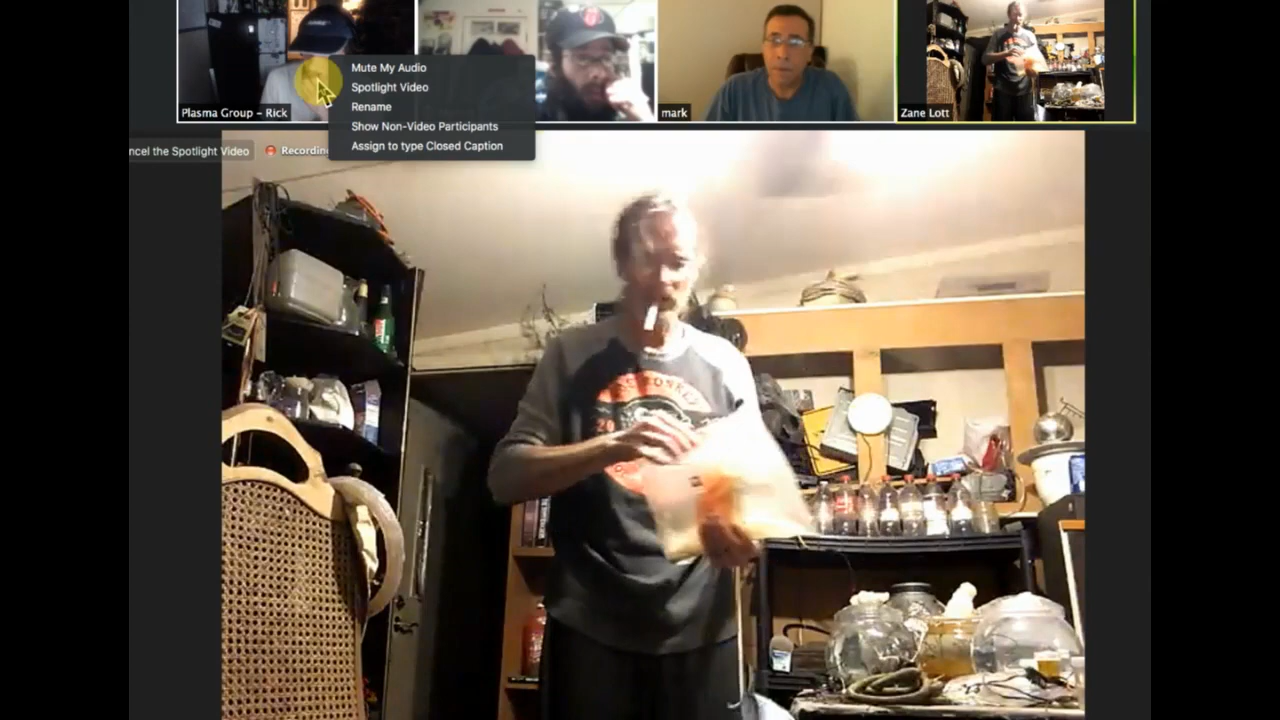 Mute My Audio
Spotlight Video
Rename
Show Non-Video Participants
Assign to type Closed Caption
Plasma Group – Rick
mark
Zane Lott
ncel the Spotlight Video
Recordin
20